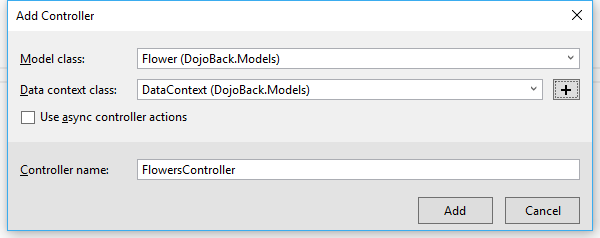 Add Controller
Model class: Flower (DojoBack.Models)
Data context class: DataContext (DojoBack.Models) +
Use async controller actions
Controller name: FlowersController
Add Cancel